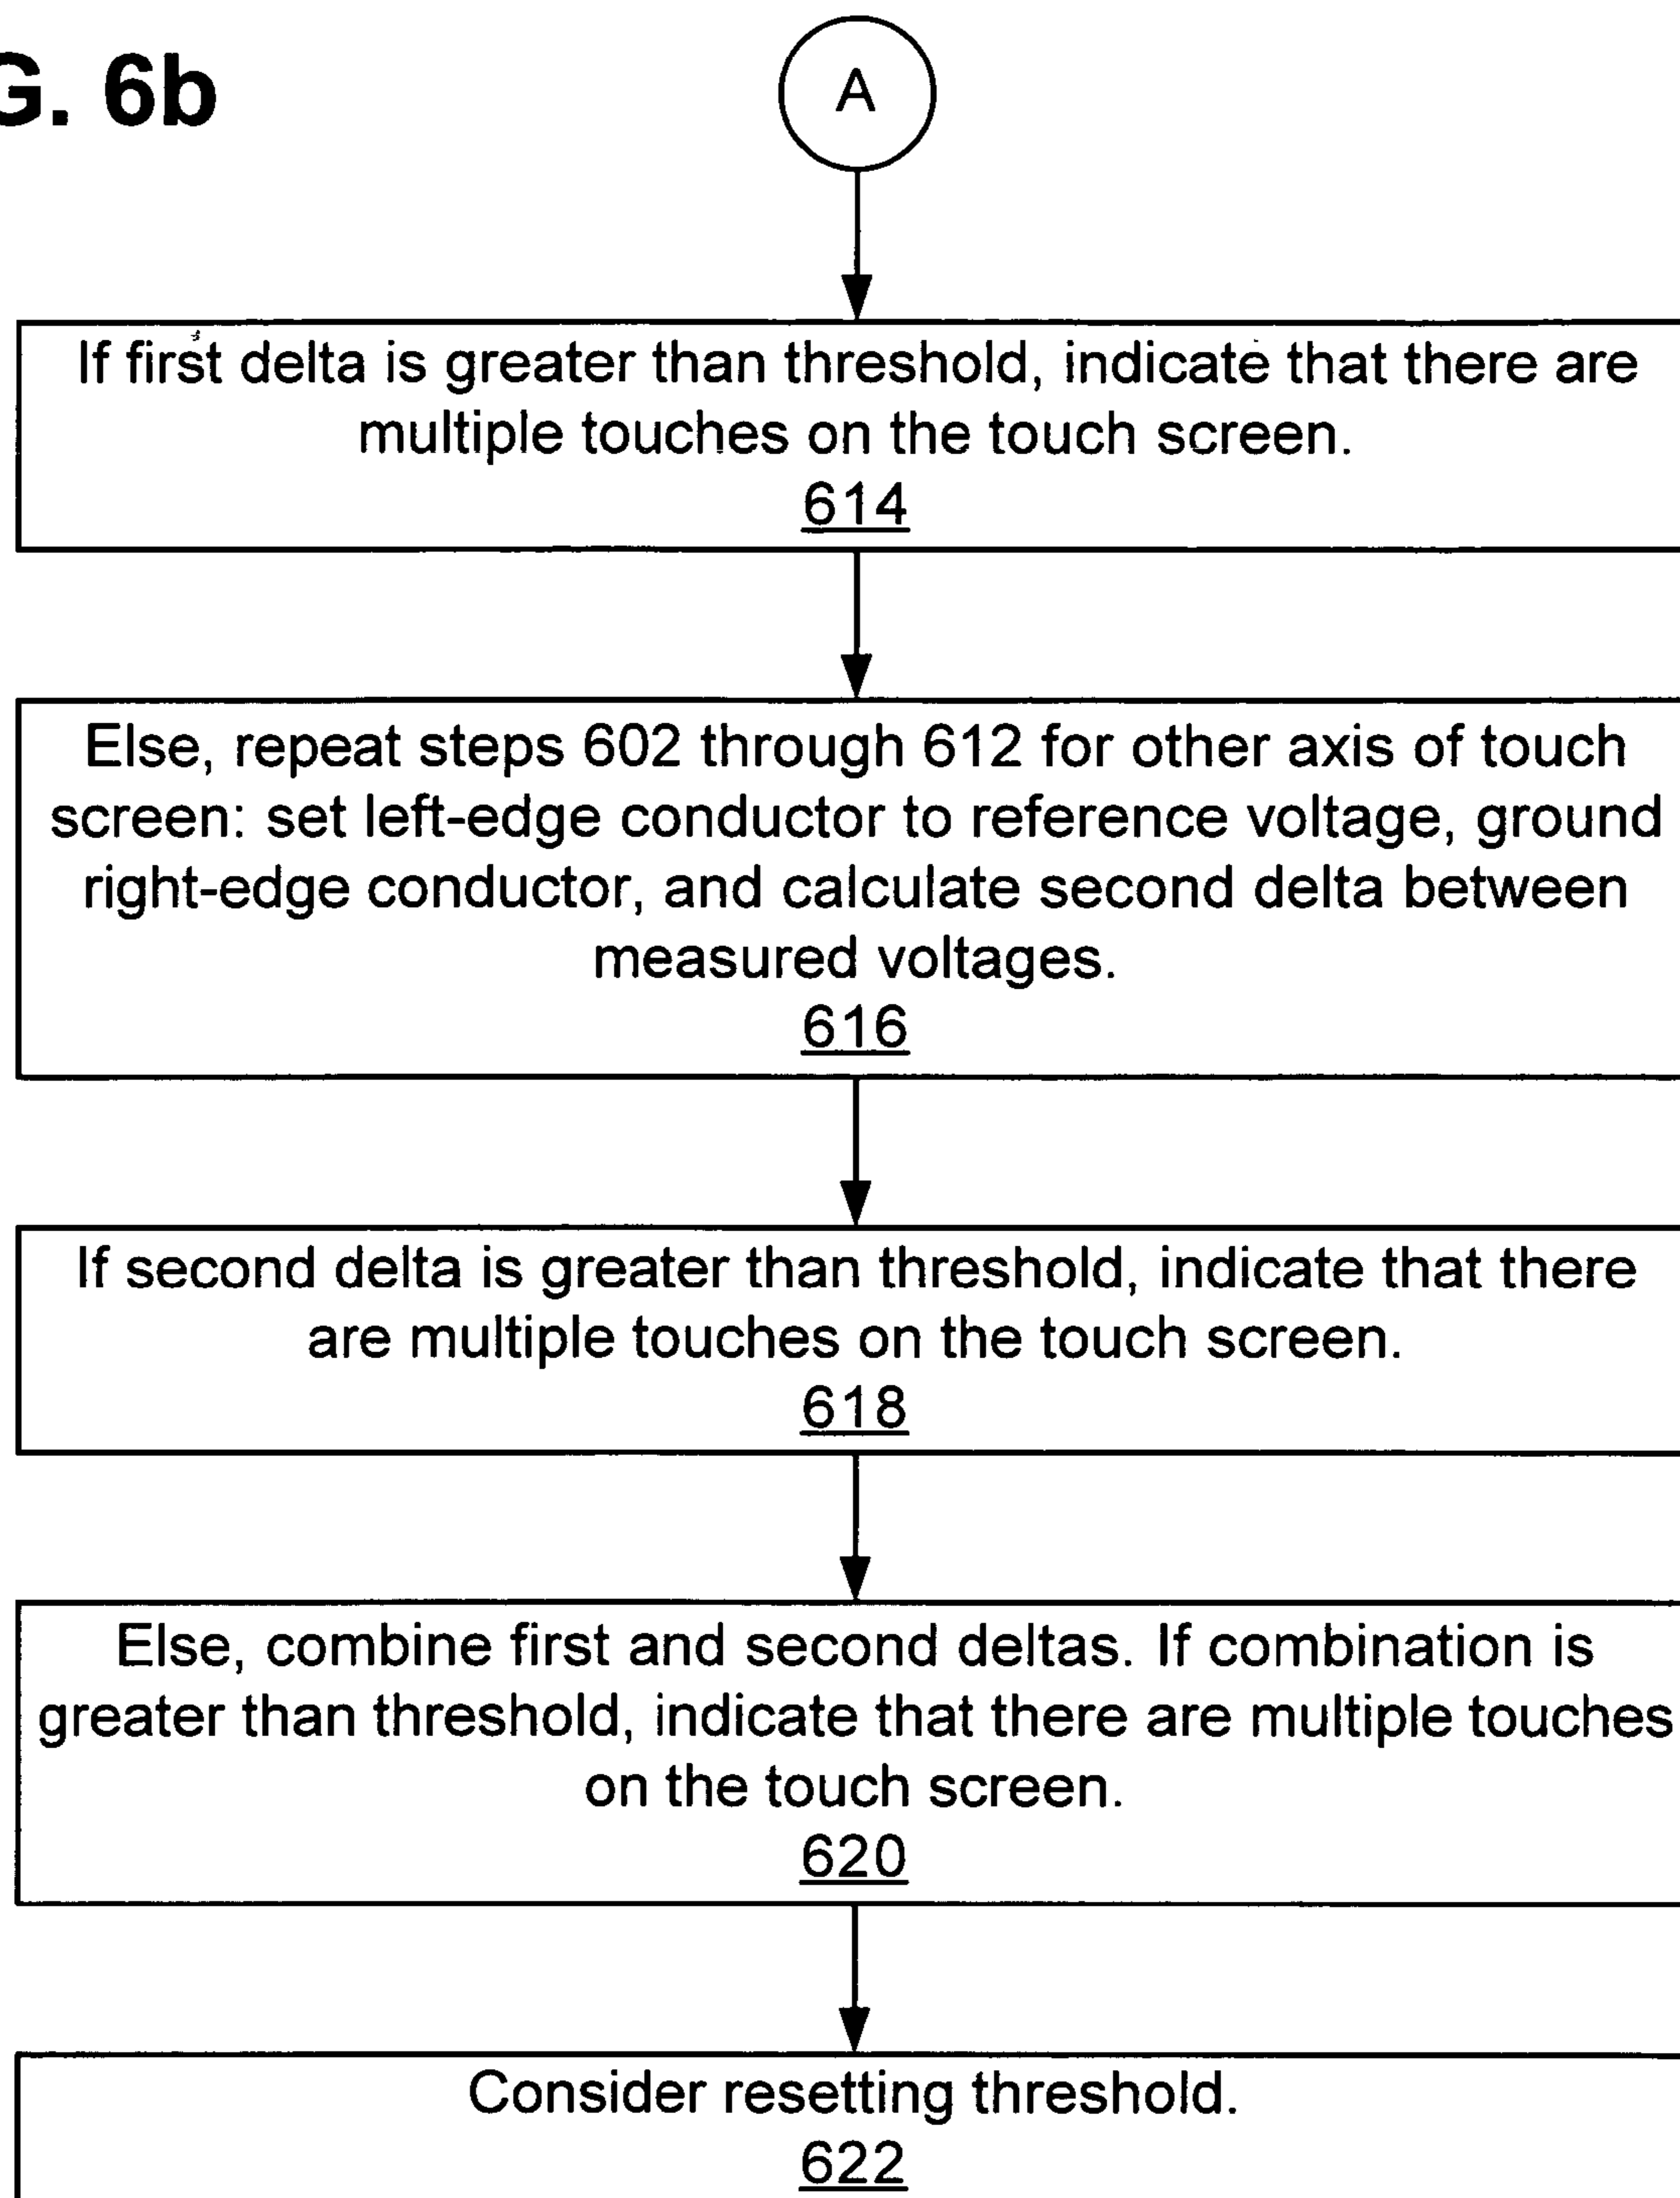 G. 6b
A
If first delta is greater than threshold, indicate that there are
multiple touches on the touch screen.
614
Else, repeat steps 602 through 612 for other axis of touch
screen: set left-edge conductor to reference voltage, ground
right-edge conductor, and calculate second delta between
measured voltages.
616
If second delta is greater than threshold, indicate that there
are multiple touches on the touch screen.
618
Else, combine first and second deltas. If combination is
greater than threshold, indicate that there are multiple touches
on the touch screen.
620
Consider resetting threshold.
622